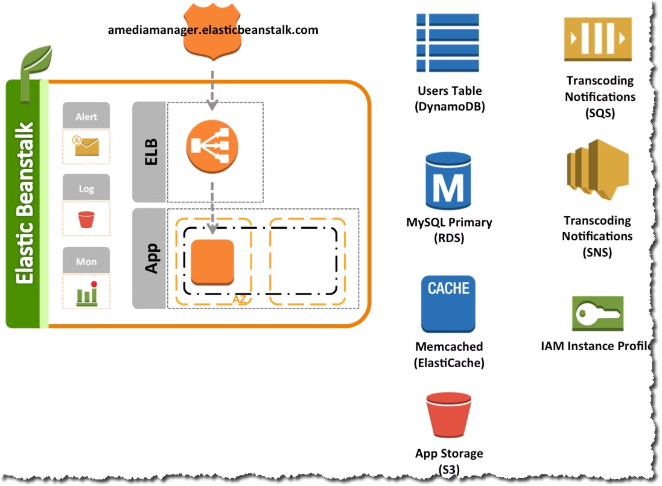 amediamanager.elasticbeanstalk.com
Elastic Beanstalk
Alert
Log
Mon
ELB
App
AZ
Users Table
(DynamoDB)
M
MySQL Primary
(RDS)
CACHE
Memcached
(ElastiCache)
App Storage
(S3)
Transcoding
Notifications
(SQS)
Transcoding
Notifications
(SNS)
IAM Instance Profile